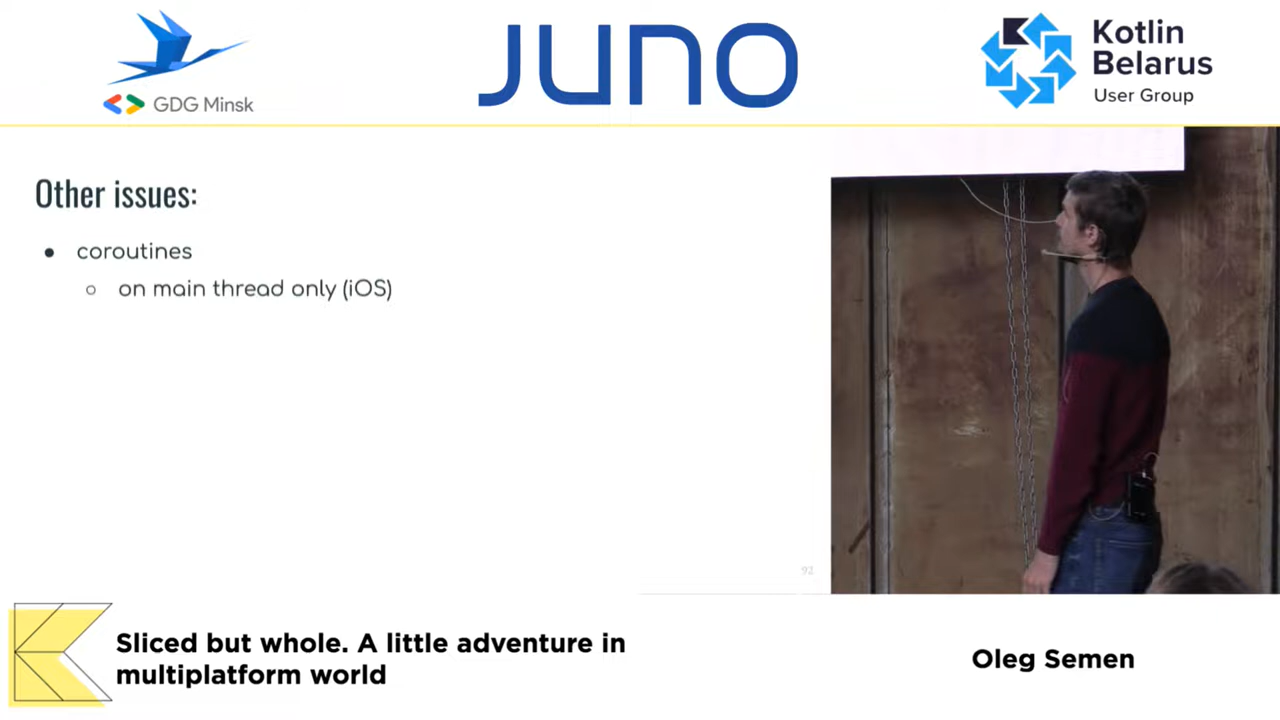 GDG Minsk
JUNO
Kotlin
Belarus
User Group
Other issues:
● coroutines
○ on main thread only (iOS)
92
Sliced but whole. A little adventure in
multiplatform world
Oleg Semen